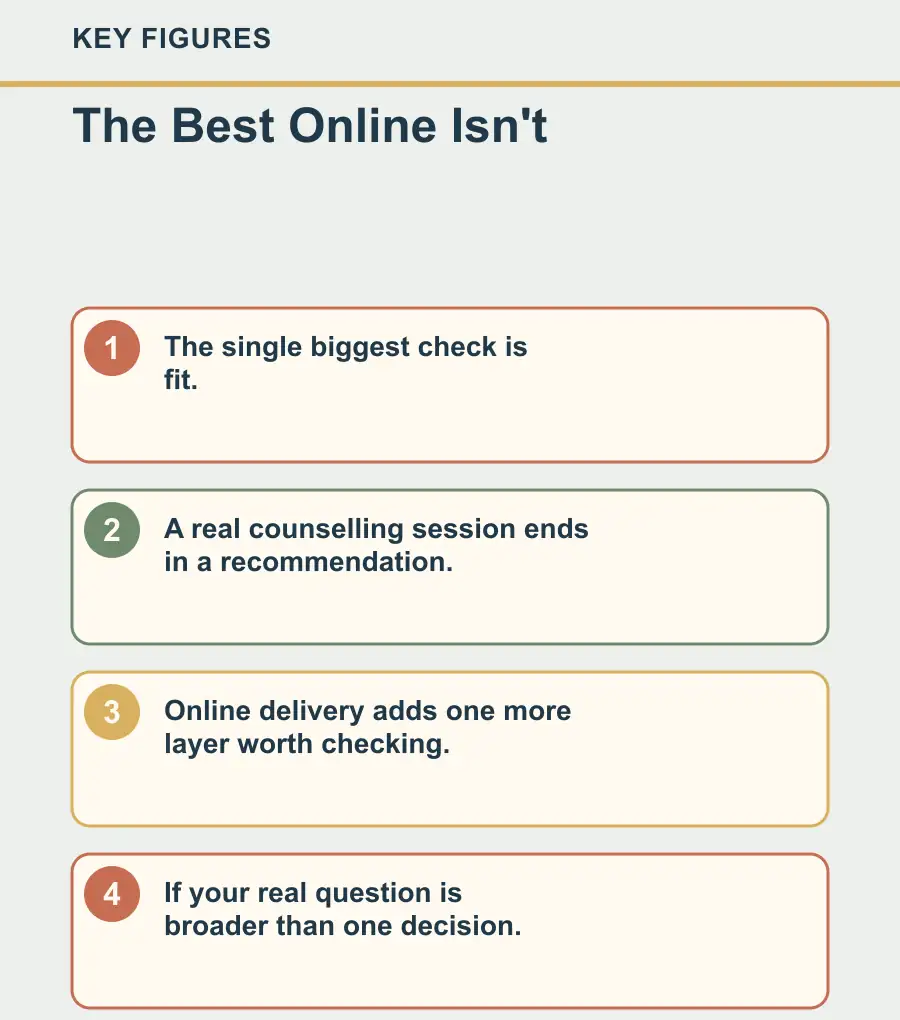 KEY FIGURES
The Best Online Isn't
1
The single biggest check is
fit.
2
A real counselling session ends
in a recommendation.
3
Online delivery adds one more
layer worth checking.
4
If your real question is
broader than one decision.